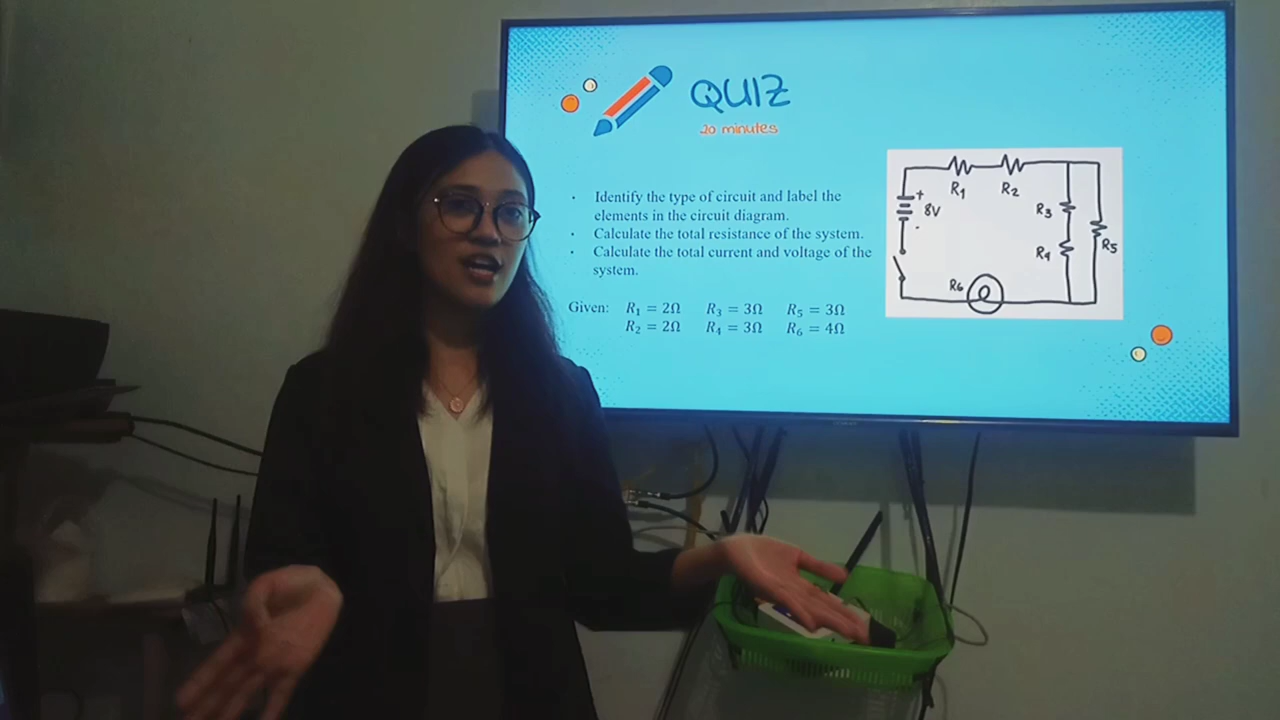 QUIZ
20 minutes
· Identify the type of circuit and label the
elements in the circuit diagram.
· Calculate the total resistance of the system.
· Calculate the total current and voltage of the
system.
Given: R₁ = 2Ω R₃ = 3Ω R₅ = 3Ω
R₂ = 2Ω R₄ = 3Ω R₆ = 4Ω
R₁ R₂
+
8V
-
R₃
R₄
R₅
R₆